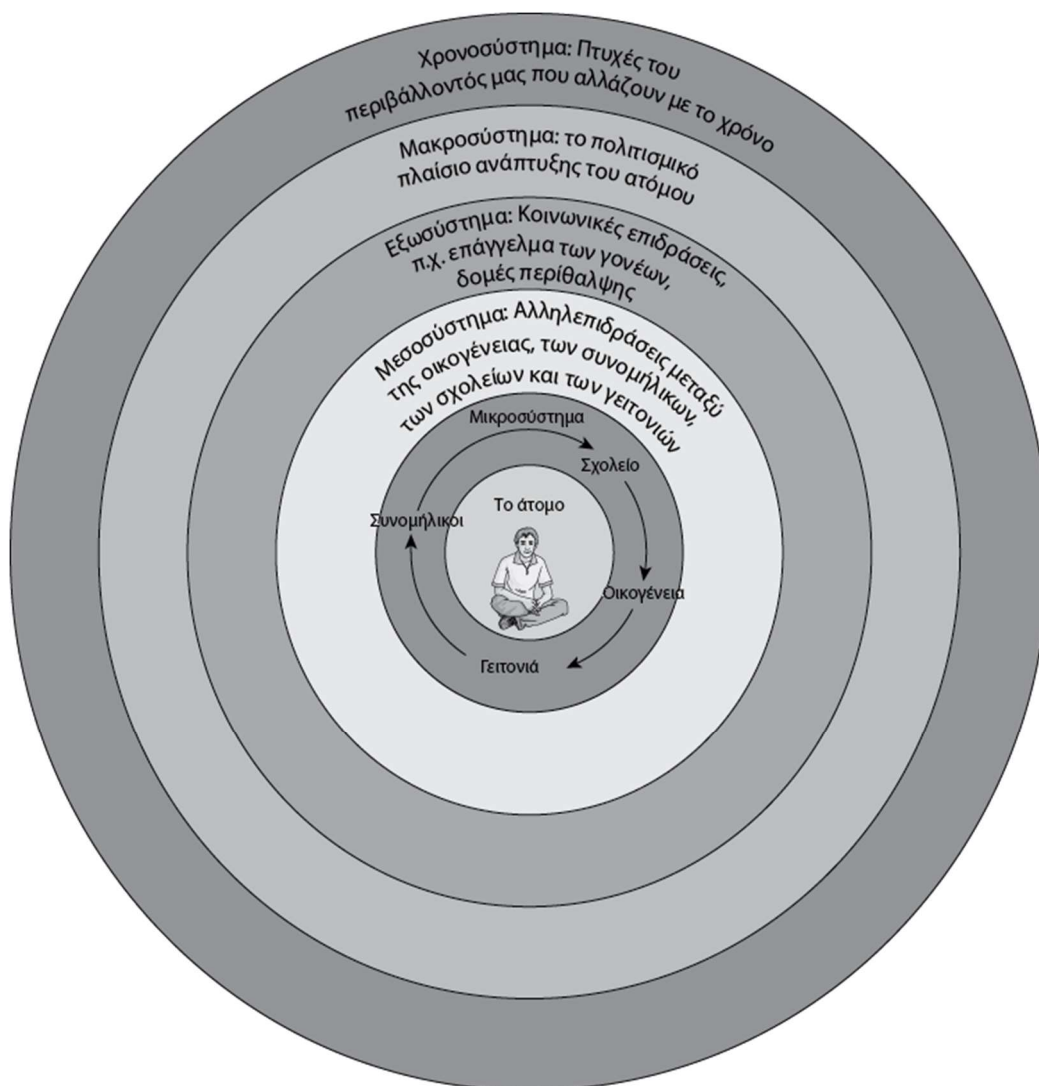 Χρονοσύστημα: Πτυχές του
περιβάλλοντός μας που αλλάζουν με το χρόνο
Μακροσύστημα: το πολιτισμικό
πλαίσιο ανάπτυξης του ατόμου
Εξωσύστημα: Κοινωνικές επιδράσεις,
π.χ. επάγγελμα των γονέων,
δομές περίθαλψης
Μεσοσύστημα: Αλληλεπιδράσεις μεταξύ
της οικογένειας, των συνομήλικων,
των σχολείων και των γειτονιών
Μικροσύστημα
Σχολείο
Το άτομο
Συνομήλικοι
Οικογένεια
Γειτονιά